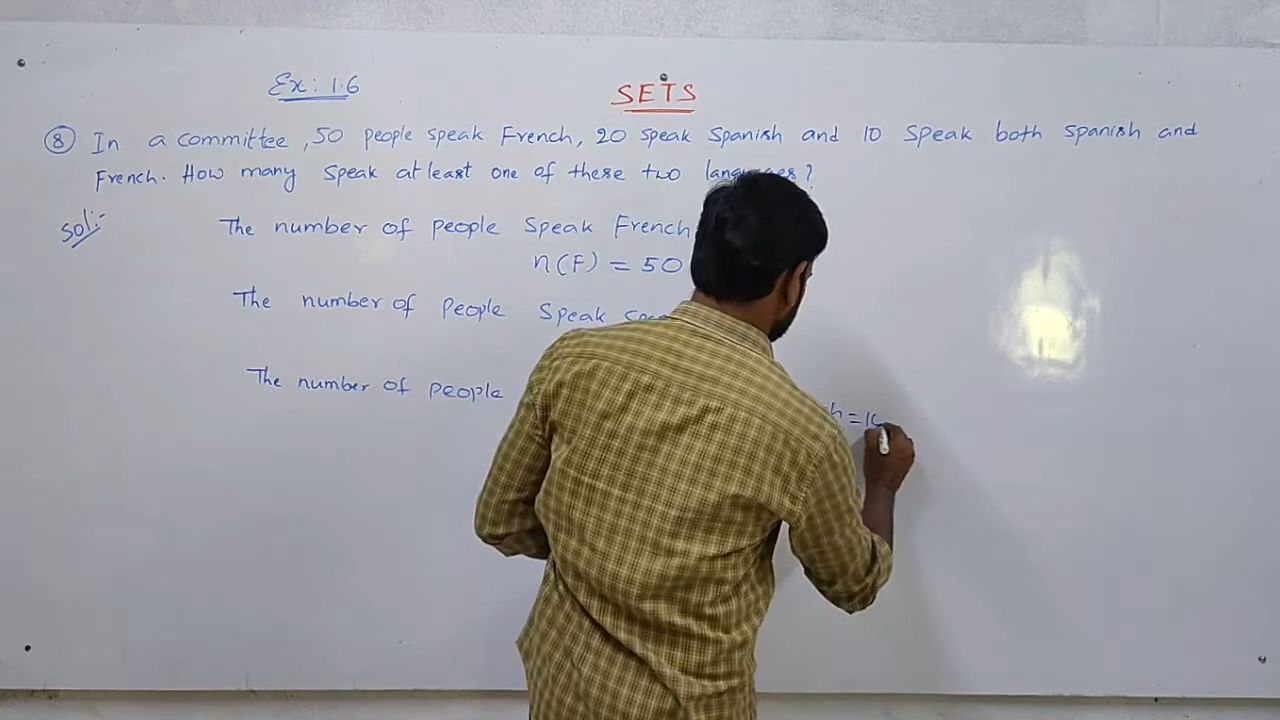 Ex: 1.6
SETS
8 In a committee, 50 people speak French, 20 speak Spanish and 10 speak both Spanish and
French. How many speak at least one of these two languages?
Sol:-
The number of people speak French
n(F) = 50
The number of people speak
The number of people